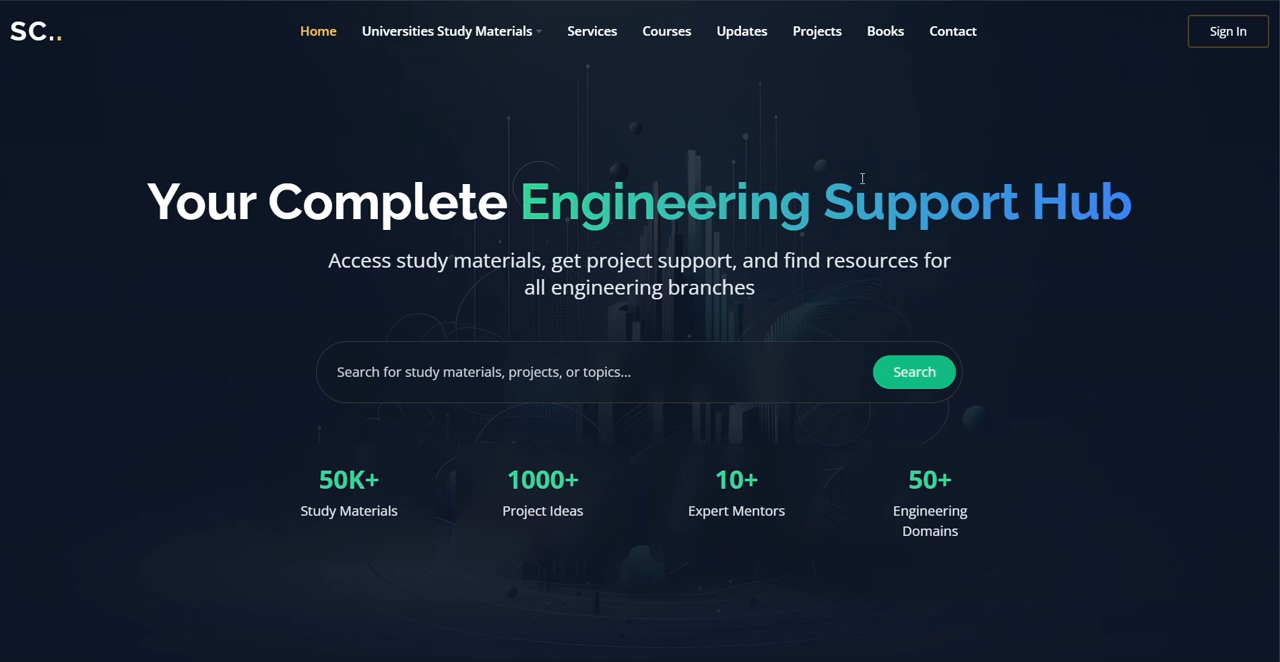 SC..
Home
Universities Study Materials
Services
Courses
Updates
Projects
Books
Contact
Sign In
Your Complete Engineering Support Hub
Access study materials, get project support, and find resources for
all engineering branches
Search for study materials, projects, or topics...
Search
50K+
Study Materials
1000+
Project Ideas
10+
Expert Mentors
50+
Engineering
Domains